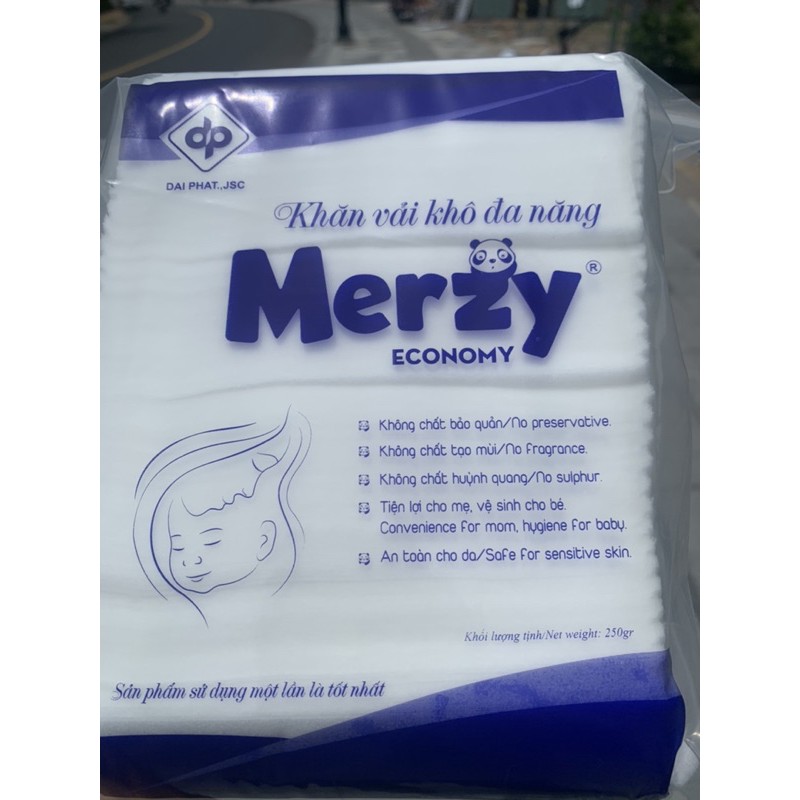 dp
DAI PHAT.,JSC
Khăn vải khô đa năng
Merzy®
ECONOMY
Không chất bảo quản/No preservative.
Không chất tạo mùi/No fragrance.
Không chất huỳnh quang/No sulphur.
Tiện lợi cho mẹ, vệ sinh cho bé.
Convenience for mom, hygiene for baby.
An toàn cho da/Safe for sensitive skin.
Khối lượng tịnh/Net weight: 250gr
Sản phẩm sử dụng một lần là tốt nhất